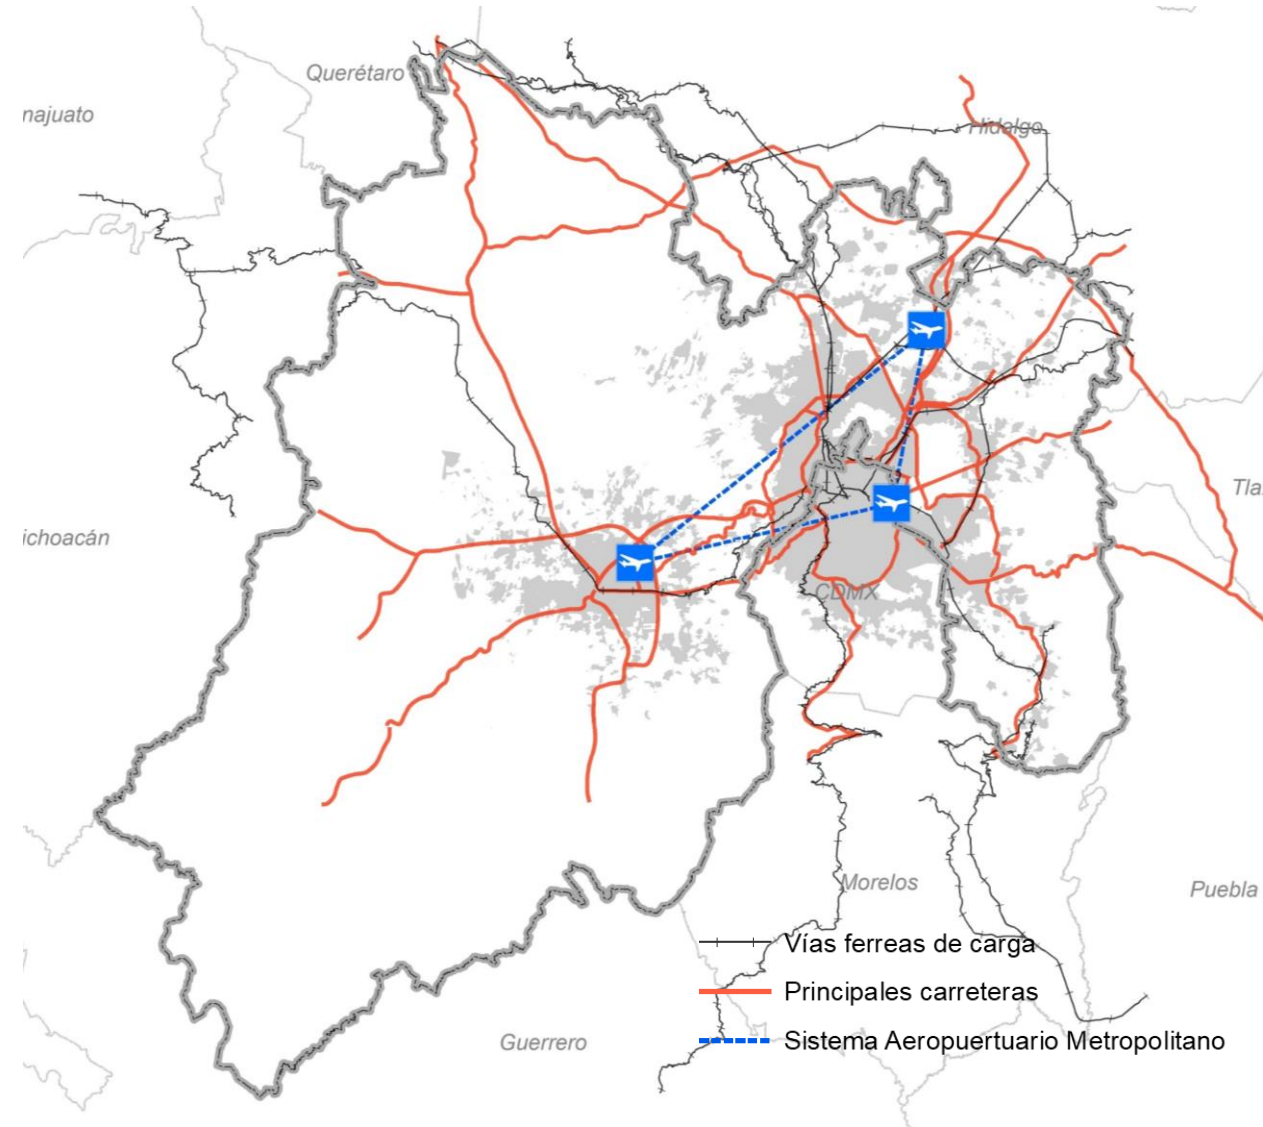 Querétaro
najuato
Hidalgo
Tla
ichoacán
CDMX
Morelos
Puebla
Vías ferreas de carga
Principales carreteras
Guerrero
Sistema Aeropuertuario Metropolitano